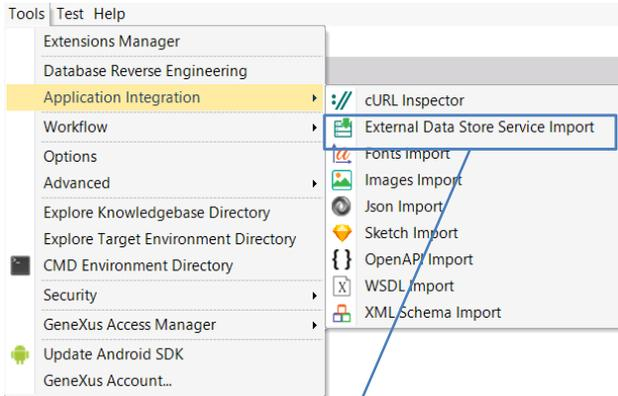 Tools Test Help
Extensions Manager
Database Reverse Engineering
Application Integration
Workflow
Options
Advanced
Explore Knowledgebase Directory
Explore Target Environment Directory
CMD Environment Directory
Security
GeneXus Access Manager
Update Android SDK
GeneXus Account...
cURL Inspector
External Data Store Service Import
Fonts Import
Images Import
Json Import
Sketch Import
OpenAPI Import
WSDL Import
XML Schema Import